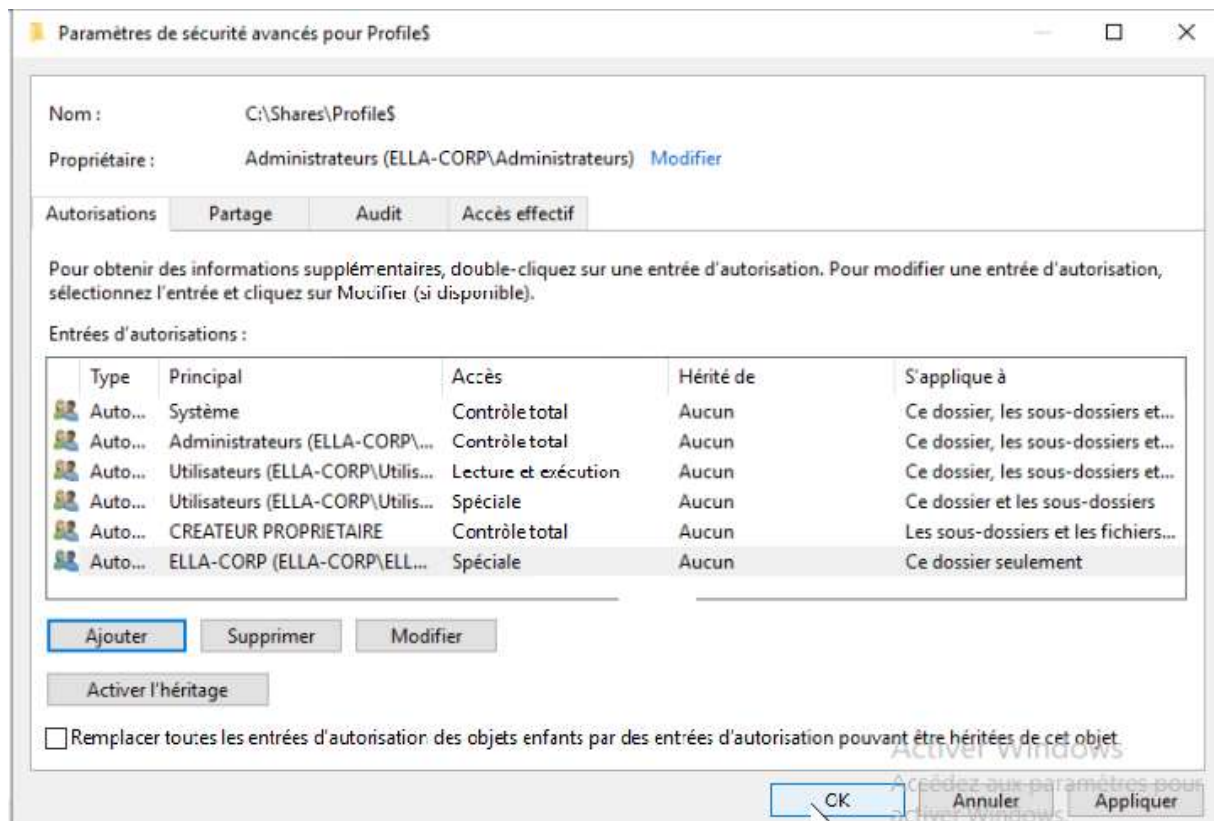 Paramètres de sécurité avancés pour Profile$
Nom : C:\Shares\Profile$
Propriétaire : Administrateurs (ELLA-CORP\Administrateurs) Modifier
Autorisations Partage Audit Accès effectif
Pour obtenir des informations supplémentaires, double-cliquez sur une entrée d'autorisation. Pour modifier une entrée d'autorisation,
sélectionnez l'entrée et cliquez sur Modifier (si disponible).
Entrées d'autorisations :
Type Principal Accès Hérité de S'applique à
Auto... Système Contrôle total Aucun Ce dossier, les sous-dossiers et...
Auto... Administrateurs (ELLA-CORP\... Contrôle total Aucun Ce dossier, les sous-dossiers et...
Auto... Utilisateurs (ELLA-CORP\Utilis... Lecture et exécution Aucun Ce dossier, les sous-dossiers et...
Auto... Utilisateurs (ELLA-CORP\Utilis... Spéciale Aucun Ce dossier et les sous-dossiers
Auto... CREATEUR PROPRIETAIRE Contrôle total Aucun Les sous-dossiers et les fichiers...
Auto... ELLA-CORP (ELLA-CORP\ELL... Spéciale Aucun Ce dossier seulement
Ajouter Supprimer Modifier
Activer l'héritage
Remplacer toutes les entrées d'autorisation des objets enfants par des entrées d'autorisation pouvant être héritées de cet objet
Activer Windows
Accédez aux paramètres pour
activer Windows.
OK Annuler Appliquer